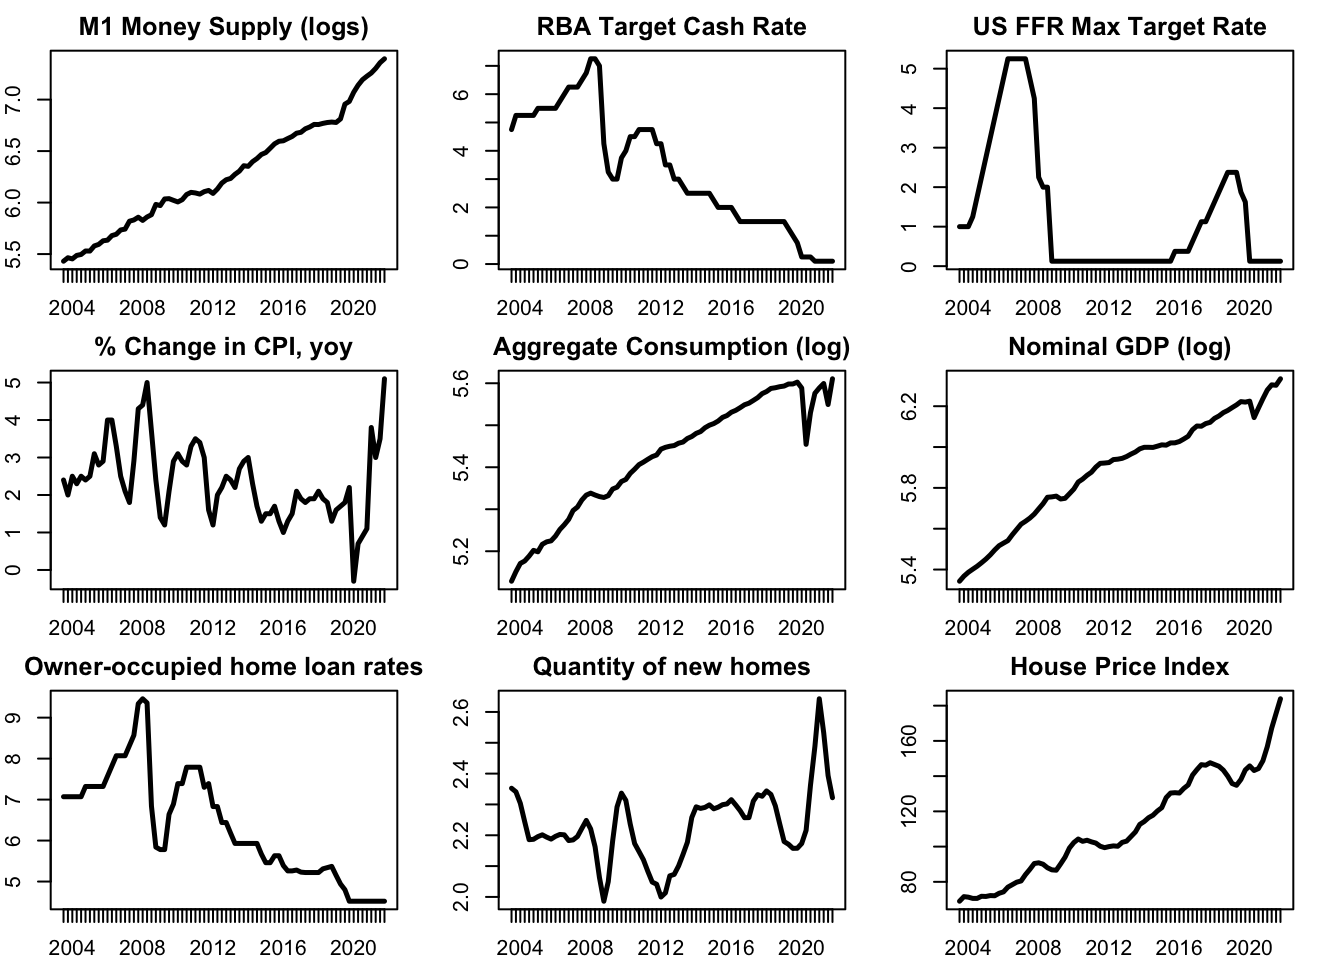 M1 Money Supply (logs)
7.0
6.5
6.0
5.5
2004 2008 2012 2016 2020
RBA Target Cash Rate
6
4
2
0
2004 2008 2012 2016 2020
US FFR Max Target Rate
5
4
3
2
1
0
2004 2008 2012 2016 2020
% Change in CPI, yoy
5
4
3
2
1
0
2004 2008 2012 2016 2020
Aggregate Consumption (log)
5.6
5.4
5.2
2004 2008 2012 2016 2020
Nominal GDP (log)
6.2
5.8
5.4
2004 2008 2012 2016 2020
Owner-occupied home loan rates
9
8
7
6
5
2004 2008 2012 2016 2020
Quantity of new homes
2.6
2.4
2.2
2.0
2004 2008 2012 2016 2020
House Price Index
160
120
80
2004 2008 2012 2016 2020